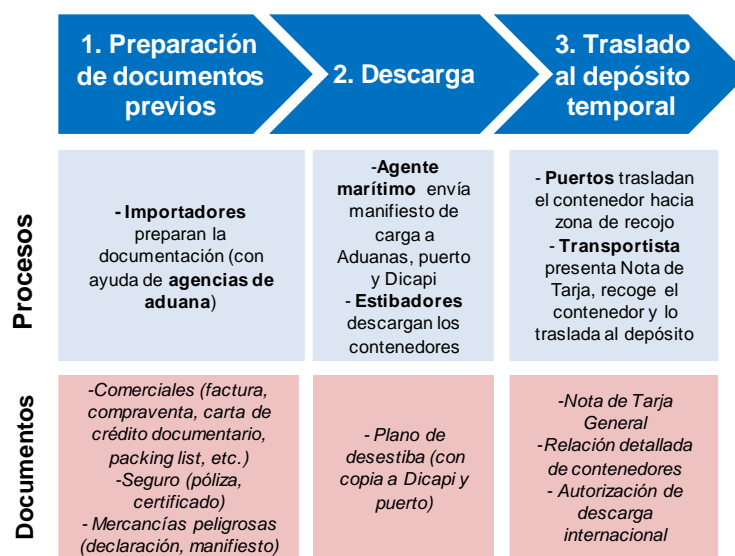 1. Preparación
de documentos
previos
2. Descarga
3. Traslado
al depósito
temporal
Procesos
- Importadores
preparan la
documentación (con
ayuda de agencias de
aduana)
-Agente
marítimo envía
manifiesto de
carga a
Aduanas, puerto
y Dicapi
- Estibadores
descargan los
contenedores
- Puertos trasladan
el contenedor hacia
zona de recojo
- Transportista
presenta Nota de
Tarja, recoge el
contenedor y lo
traslada al depósito
Documentos
-Comerciales (factura,
compraventa, carta de
crédito documentario,
packing list, etc.)
-Seguro (póliza,
certificado)
- Mercancías peligrosas
(declaración, manifiesto)
- Plano de
desestiba (con
copia a Dicapi y
puerto)
-Nota de Tarja
General
-Relación detallada
de contenedores
- Autorización de
descarga
internacional